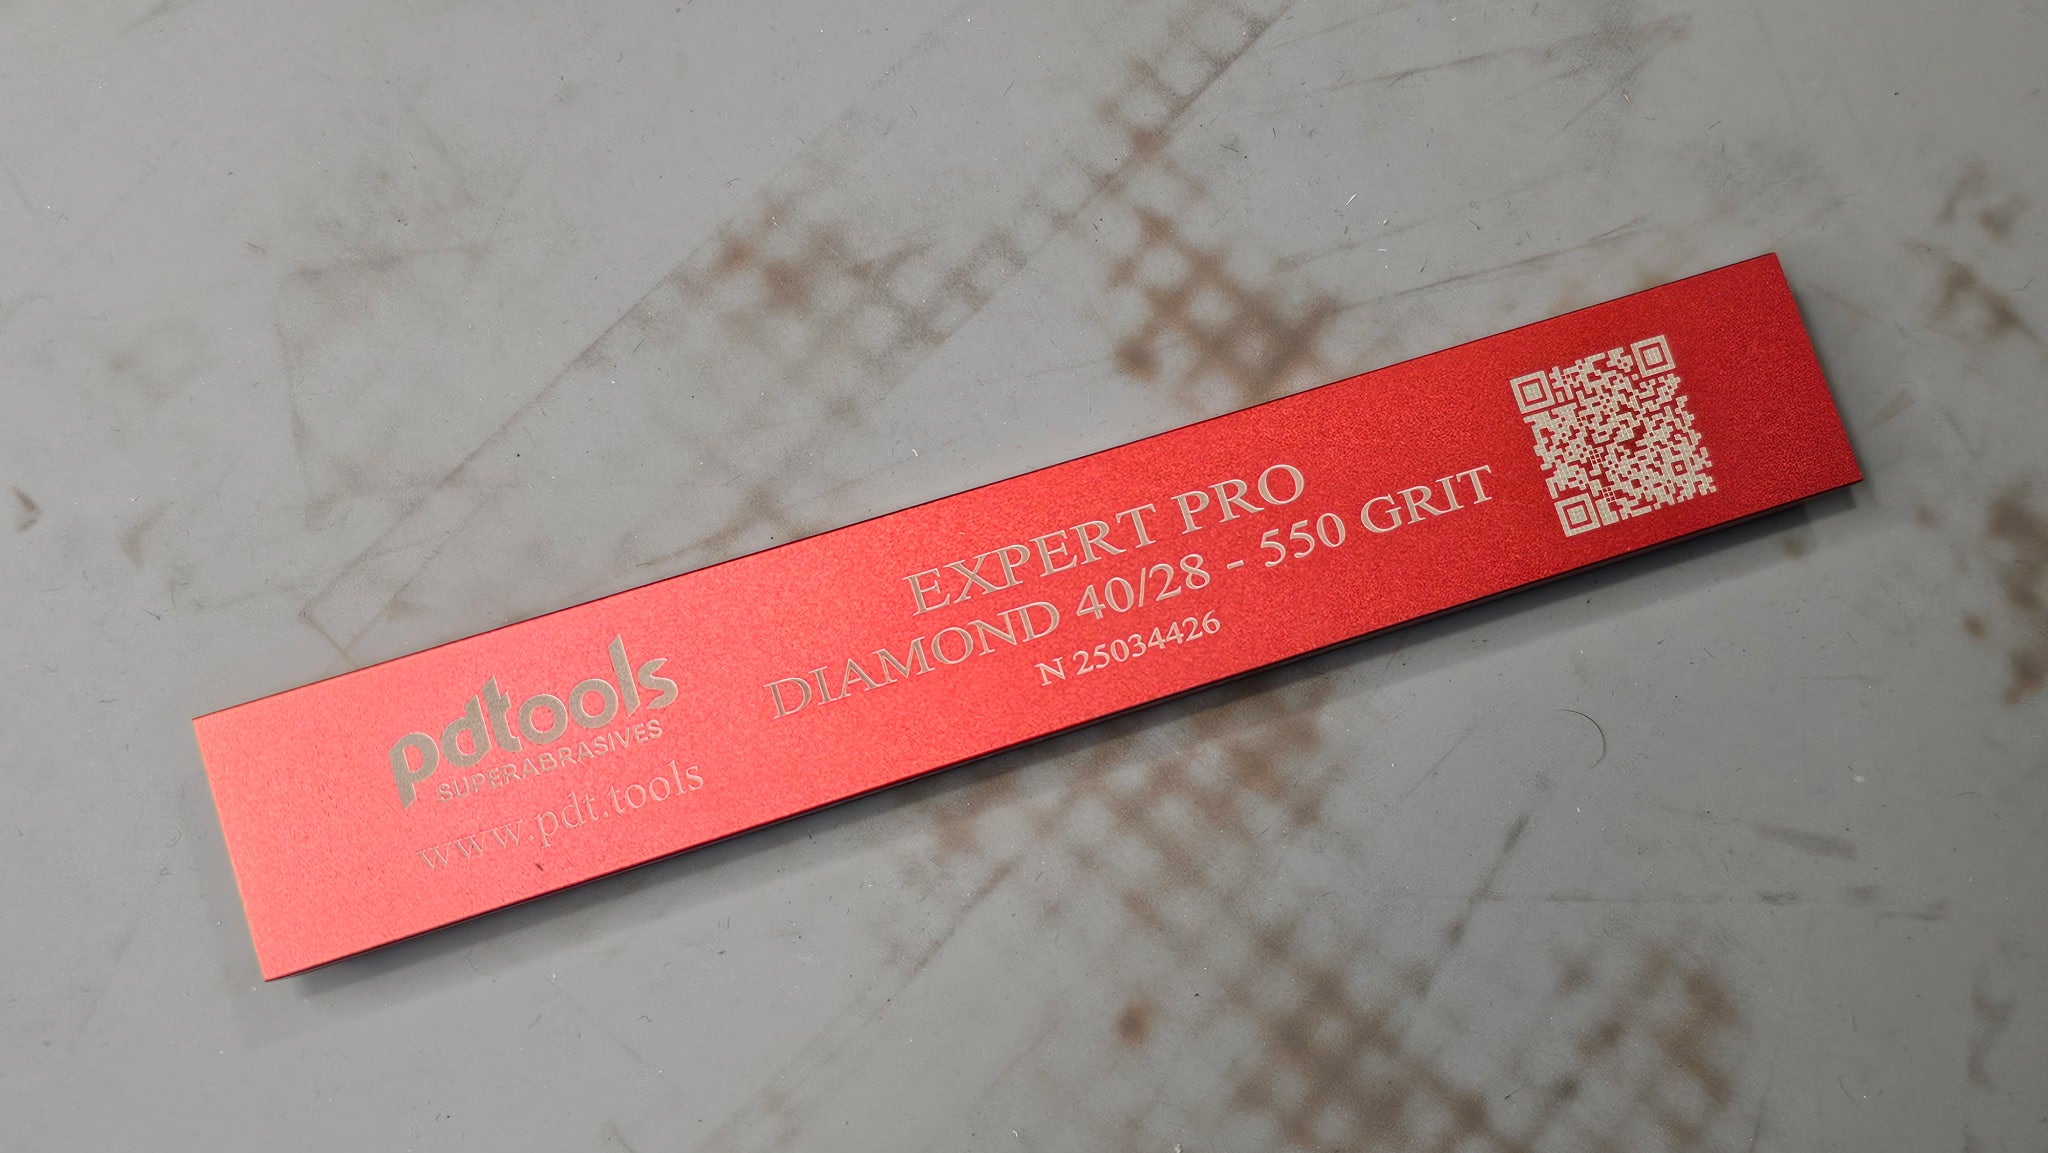 pdtools
SUPERABRASIVES
www.pdt.tools
EXPERT PRO
DIAMOND 40/28 - 550 GRIT
N 25034426